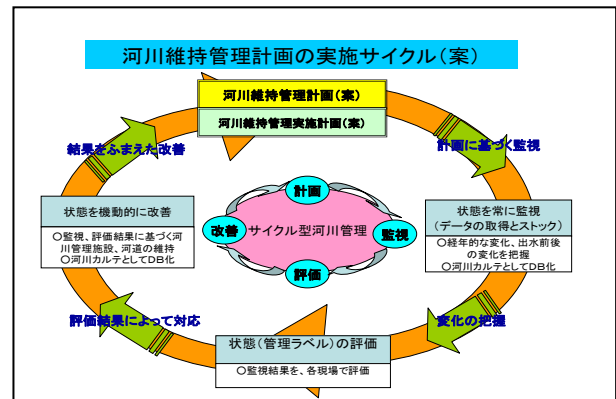 河川維持管理計画の実施サイクル（案）
河川維持管理計画（案）
河川維持管理実施計画（案）
結果をふまえた改善
計画に基づく監視
計画
状態を機動的に改善
〇監視、評価結果に基づく河
川管理施設、河道の維持
〇河川カルテとしてDB化
改善
サイクル型河川管理
監視
状態を常に監視
（データの取得とストック）
〇経年的な変化、出水前後
の変化を把握
〇河川カルテとしてDB化
評価
評価結果によって対応
変化の把握
状態（管理ラベル）の評価
〇監視結果を、各現場で評価